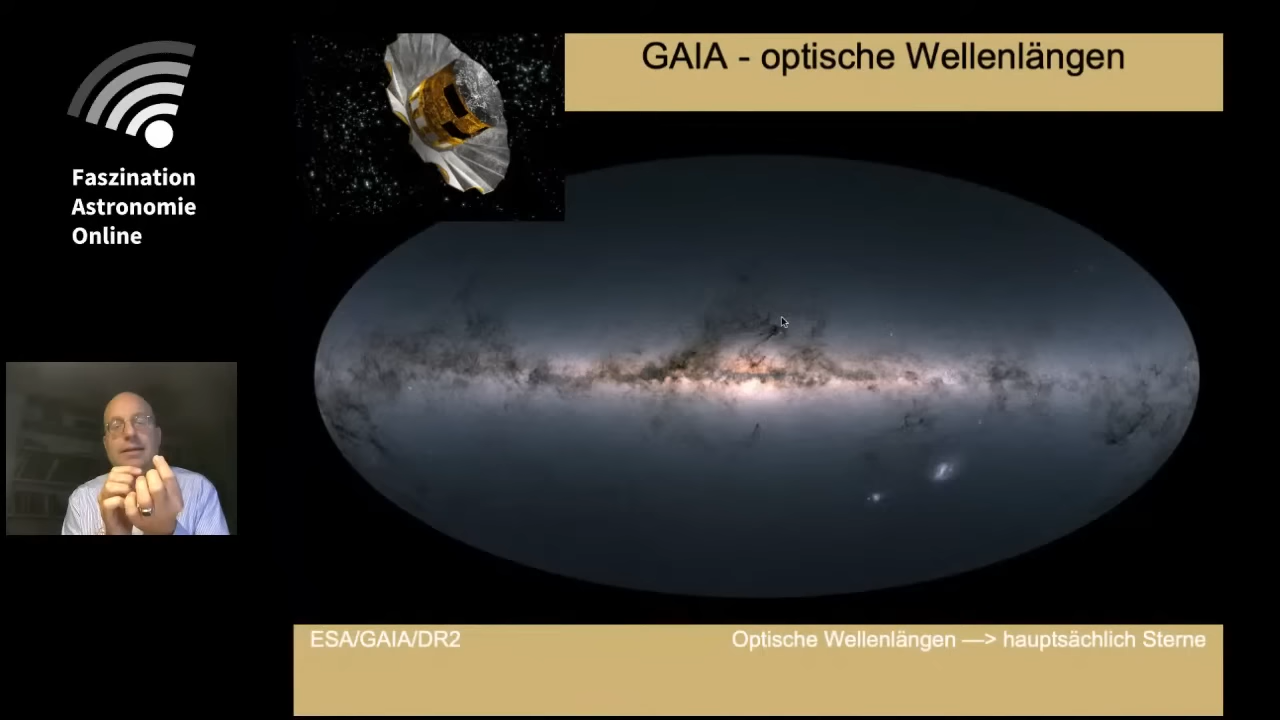 GAIA - optische Wellenlängen
Faszination
Astronomie
Online
ESA/GAIA/DR2
Optische Wellenlängen —> hauptsächlich Sterne